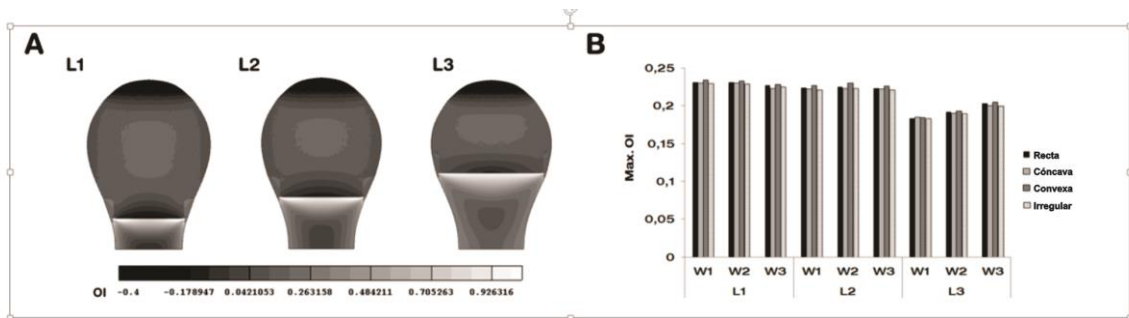 A
L1 L2 L3
OI -0.4 -0.178947 0.0421053 0.263158 0.484211 0.705263 0.926316
B
Max. OI
0,25
0,2
0,15
0,1
0,05
0
W1 W2 W3 W1 W2 W3 W1 W2 W3
L1 L2 L3
Recta
Cóncava
Convexa
Irregular